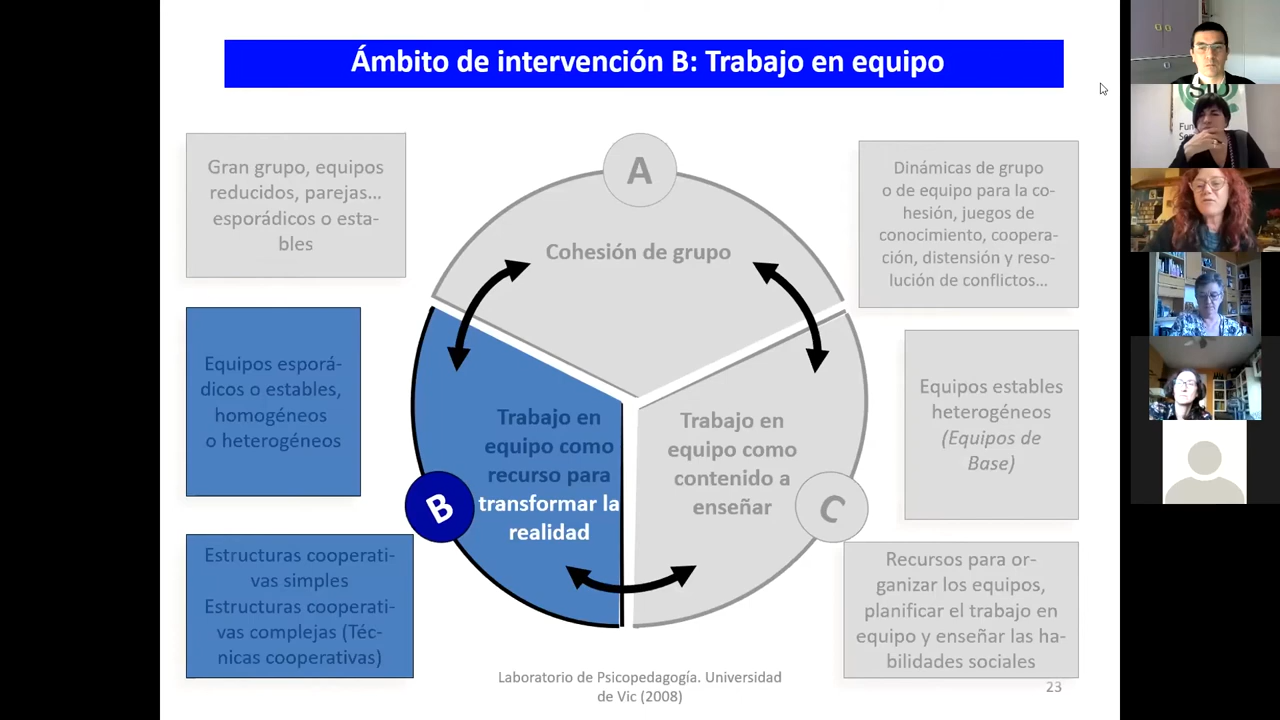 Ámbito de intervención B: Trabajo en equipo
Gran grupo, equipos
reducidos, parejas...
esporádicos o esta-
bles
A
Cohesión de grupo
Dinámicas de grupo
o de equipo para la co-
hesión, juegos de
conocimiento, coopera-
ción, distensión y reso-
lución de conflictos...
Equipos esporá-
dicos o estables,
homogéneos
o heterogéneos
Trabajo en
equipo como
recurso para
transformar la
realidad
B
Trabajo en
equipo como
contenido a
enseñar
C
Equipos estables
heterogéneos
(Equipos de
Base)
Estructuras cooperati-
vas simples
Estructuras cooperati-
vas complejas (Téc-
nicas cooperativas)
Recursos para or-
ganizar los equipos,
planificar el trabajo en
equipo y enseñar las ha-
bilidades sociales
Laboratorio de Psicopedagogía. Universidad
de Vic (2008)
23